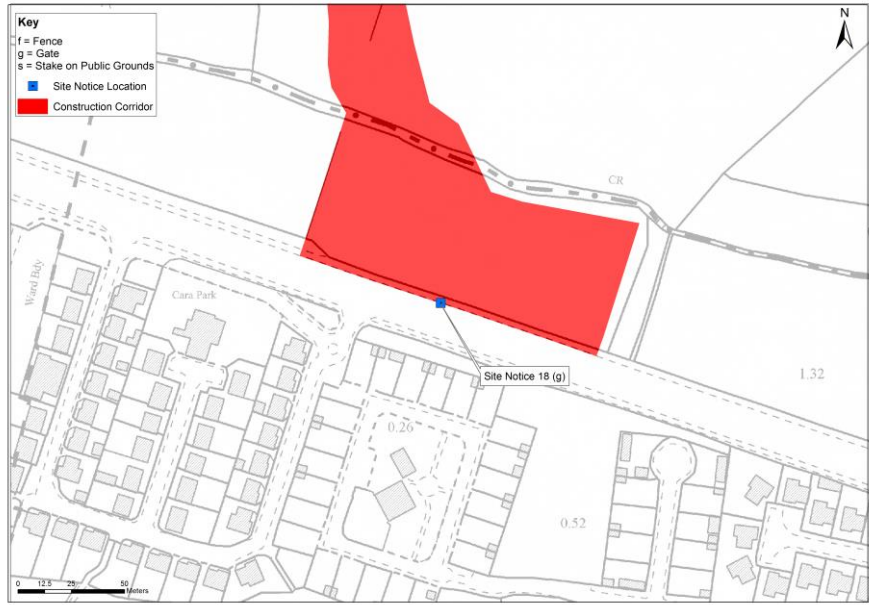 Key
f = Fence
g = Gate
s = Stake on Public Grounds
Site Notice Location
Construction Corridor
N
CR
Ward Bdy
Cara Park
Site Notice 18 (g)
1.32
0.26
0.52
0 12.5 25 50
Meters